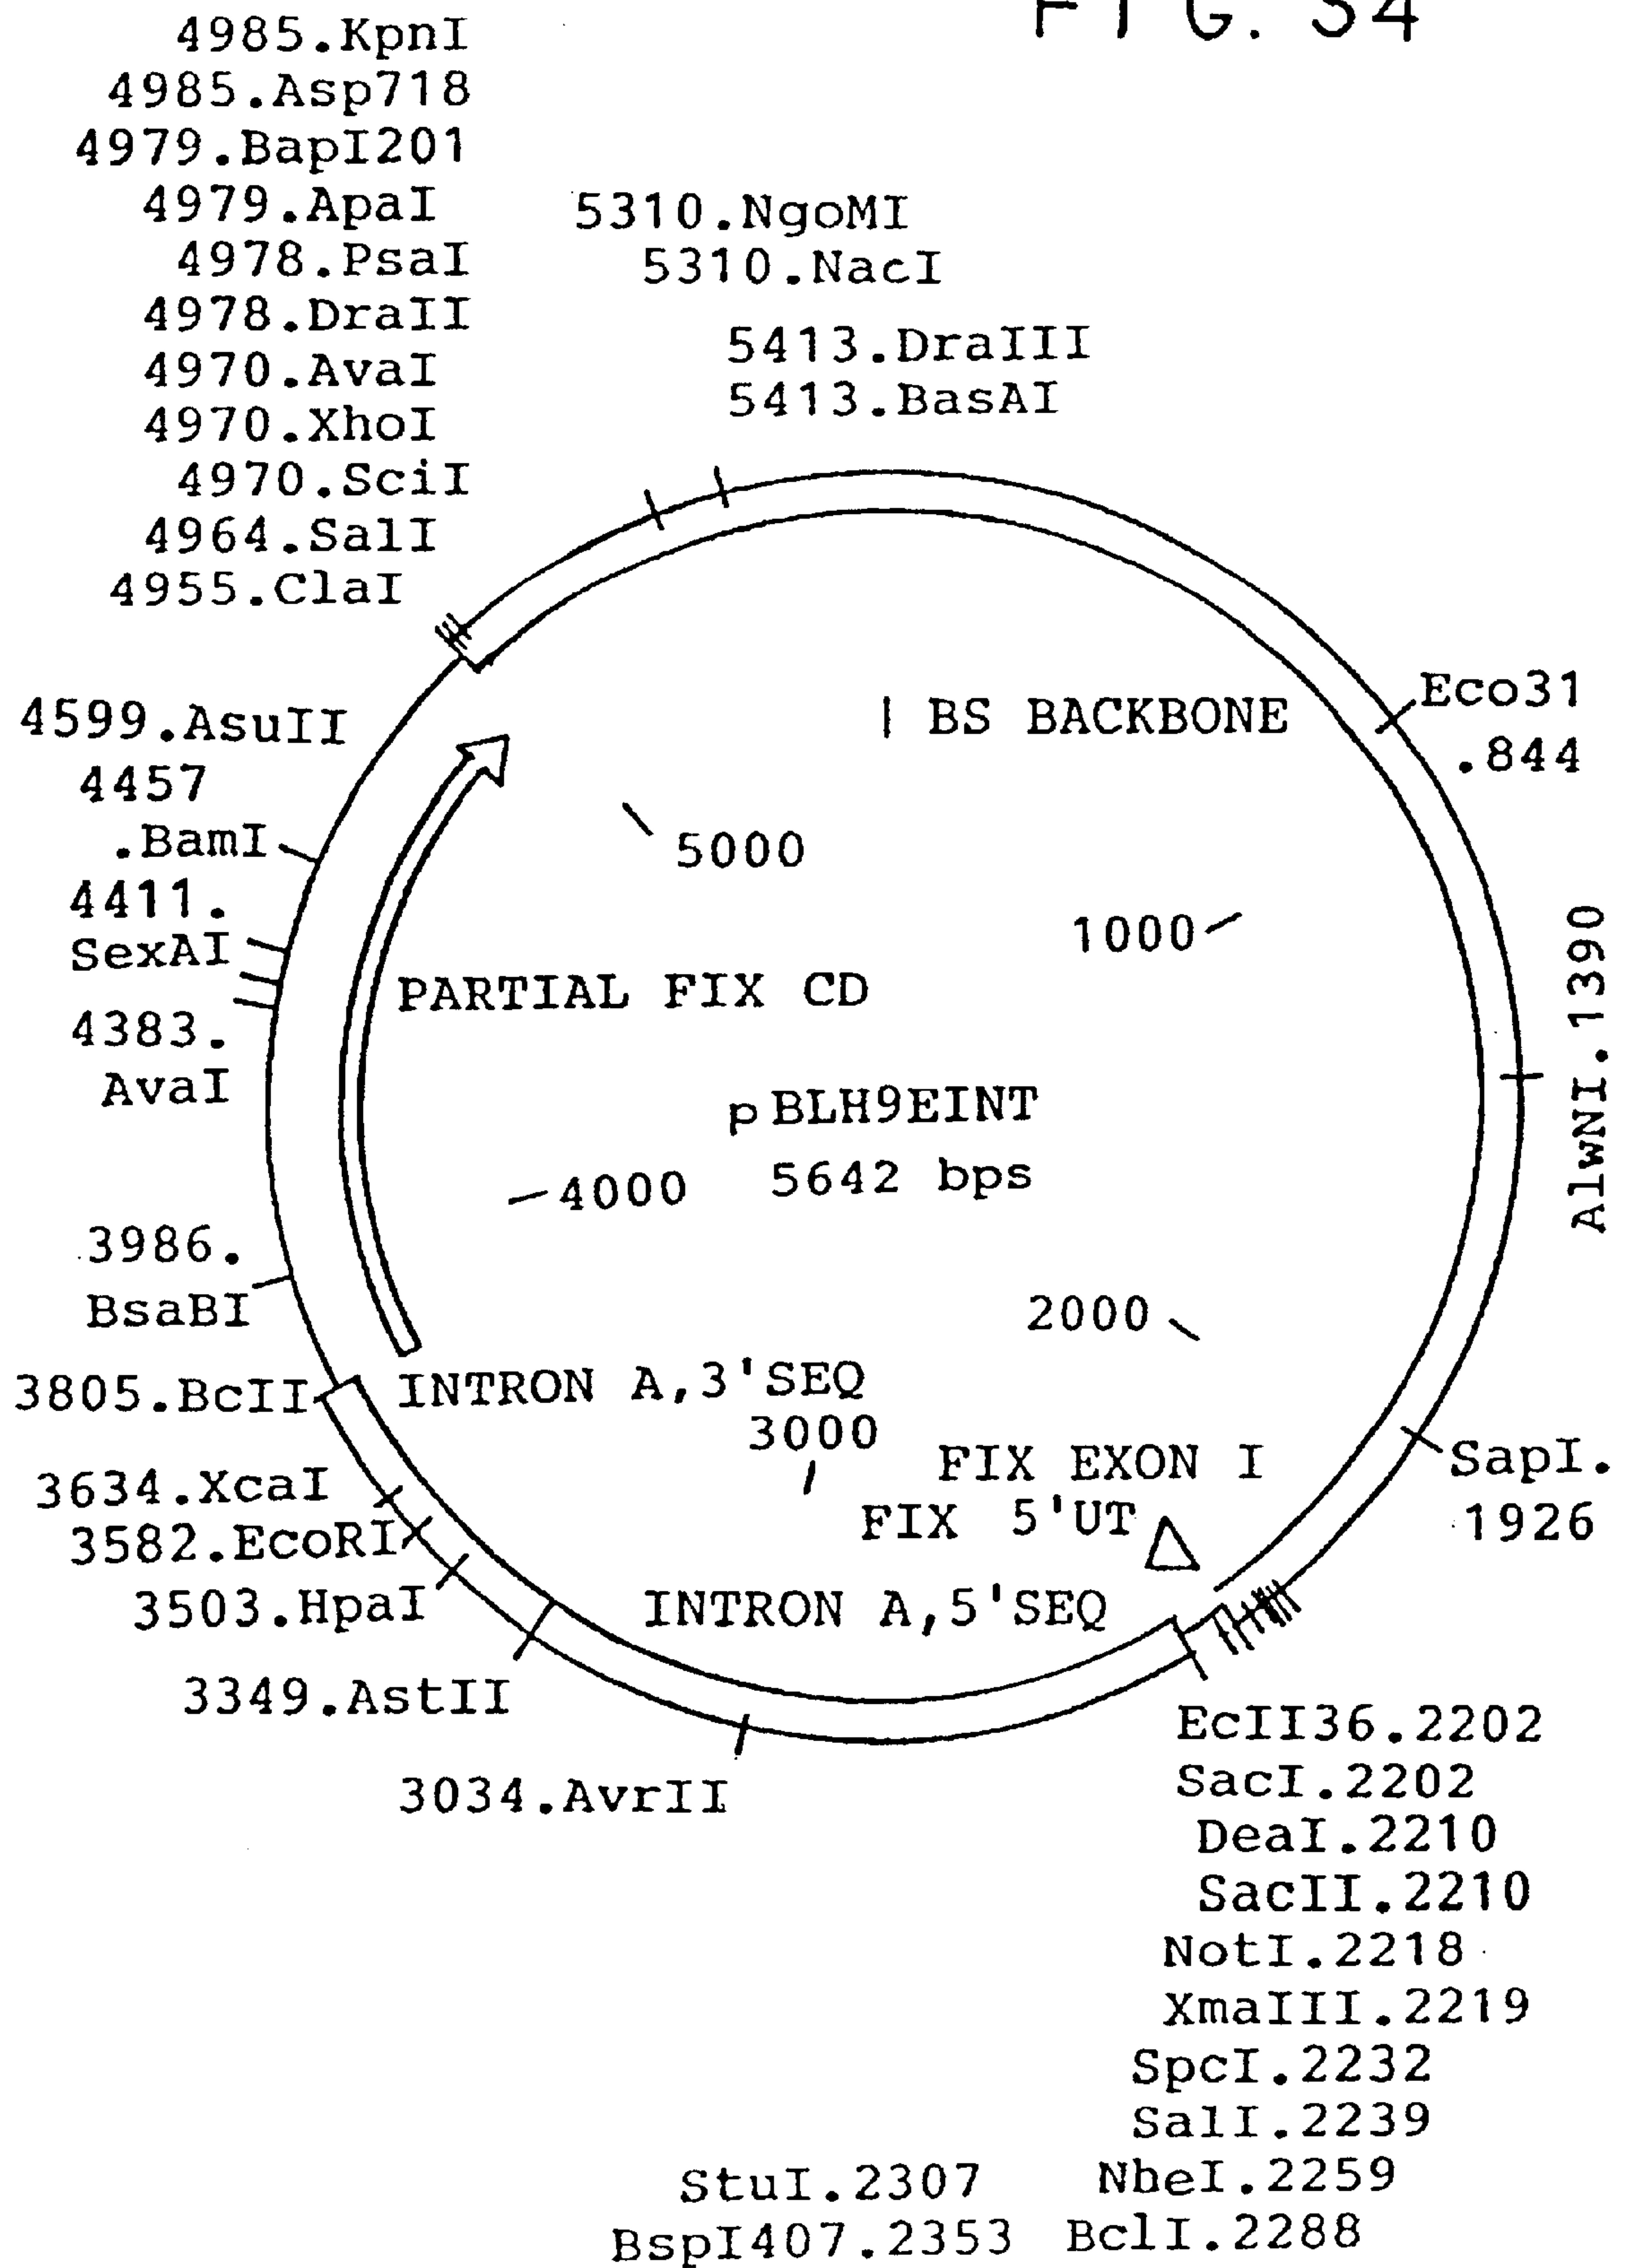 FIG. 34
4985.KpnI
4985.Asp718
4979.BapI201
4979.ApaI
4978.PsaI
4978.DraII
4970.AvaI
4970.XhoI
4970.SciI
4964.SalI
4955.ClaI
5310.NgoMI
5310.NacI
5413.DraIII
5413.BasAI
4599.AsuII
4457
.BamI
4411.
SexAI
4383.
AvaI
3986.
BsaBI
3805.BcII
3634.XcaI
3582.EcoRI
3503.HpaI
3349.AstII
3034.AvrII
BS BACKBONE
Eco31
.844
5000
1000
AlwNI.1390
PARTIAL FIX CD
pBLH9EINT
5642 bps
4000
2000
INTRON A,3'SEQ
3000
FIX EXON I
FIX 5'UT
INTRON A,5'SEQ
SapI.
1926
EcII36.2202
SacI.2202
DeaI.2210
SacII.2210
NotI.2218
XmaIII.2219
SpcI.2232
SalI.2239
NbeI.2259
BclI.2288
StuI.2307
BspI407.2353